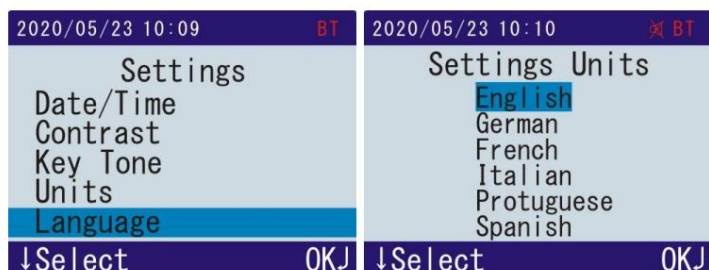 2020/05/23 10:09 BT
Settings
Date/Time
Contrast
Key Tone
Units
Language
↓Select OK┘
2020/05/23 10:10 BT
Settings Units
English
German
French
Italian
Protuguese
Spanish
↓Select OK┘